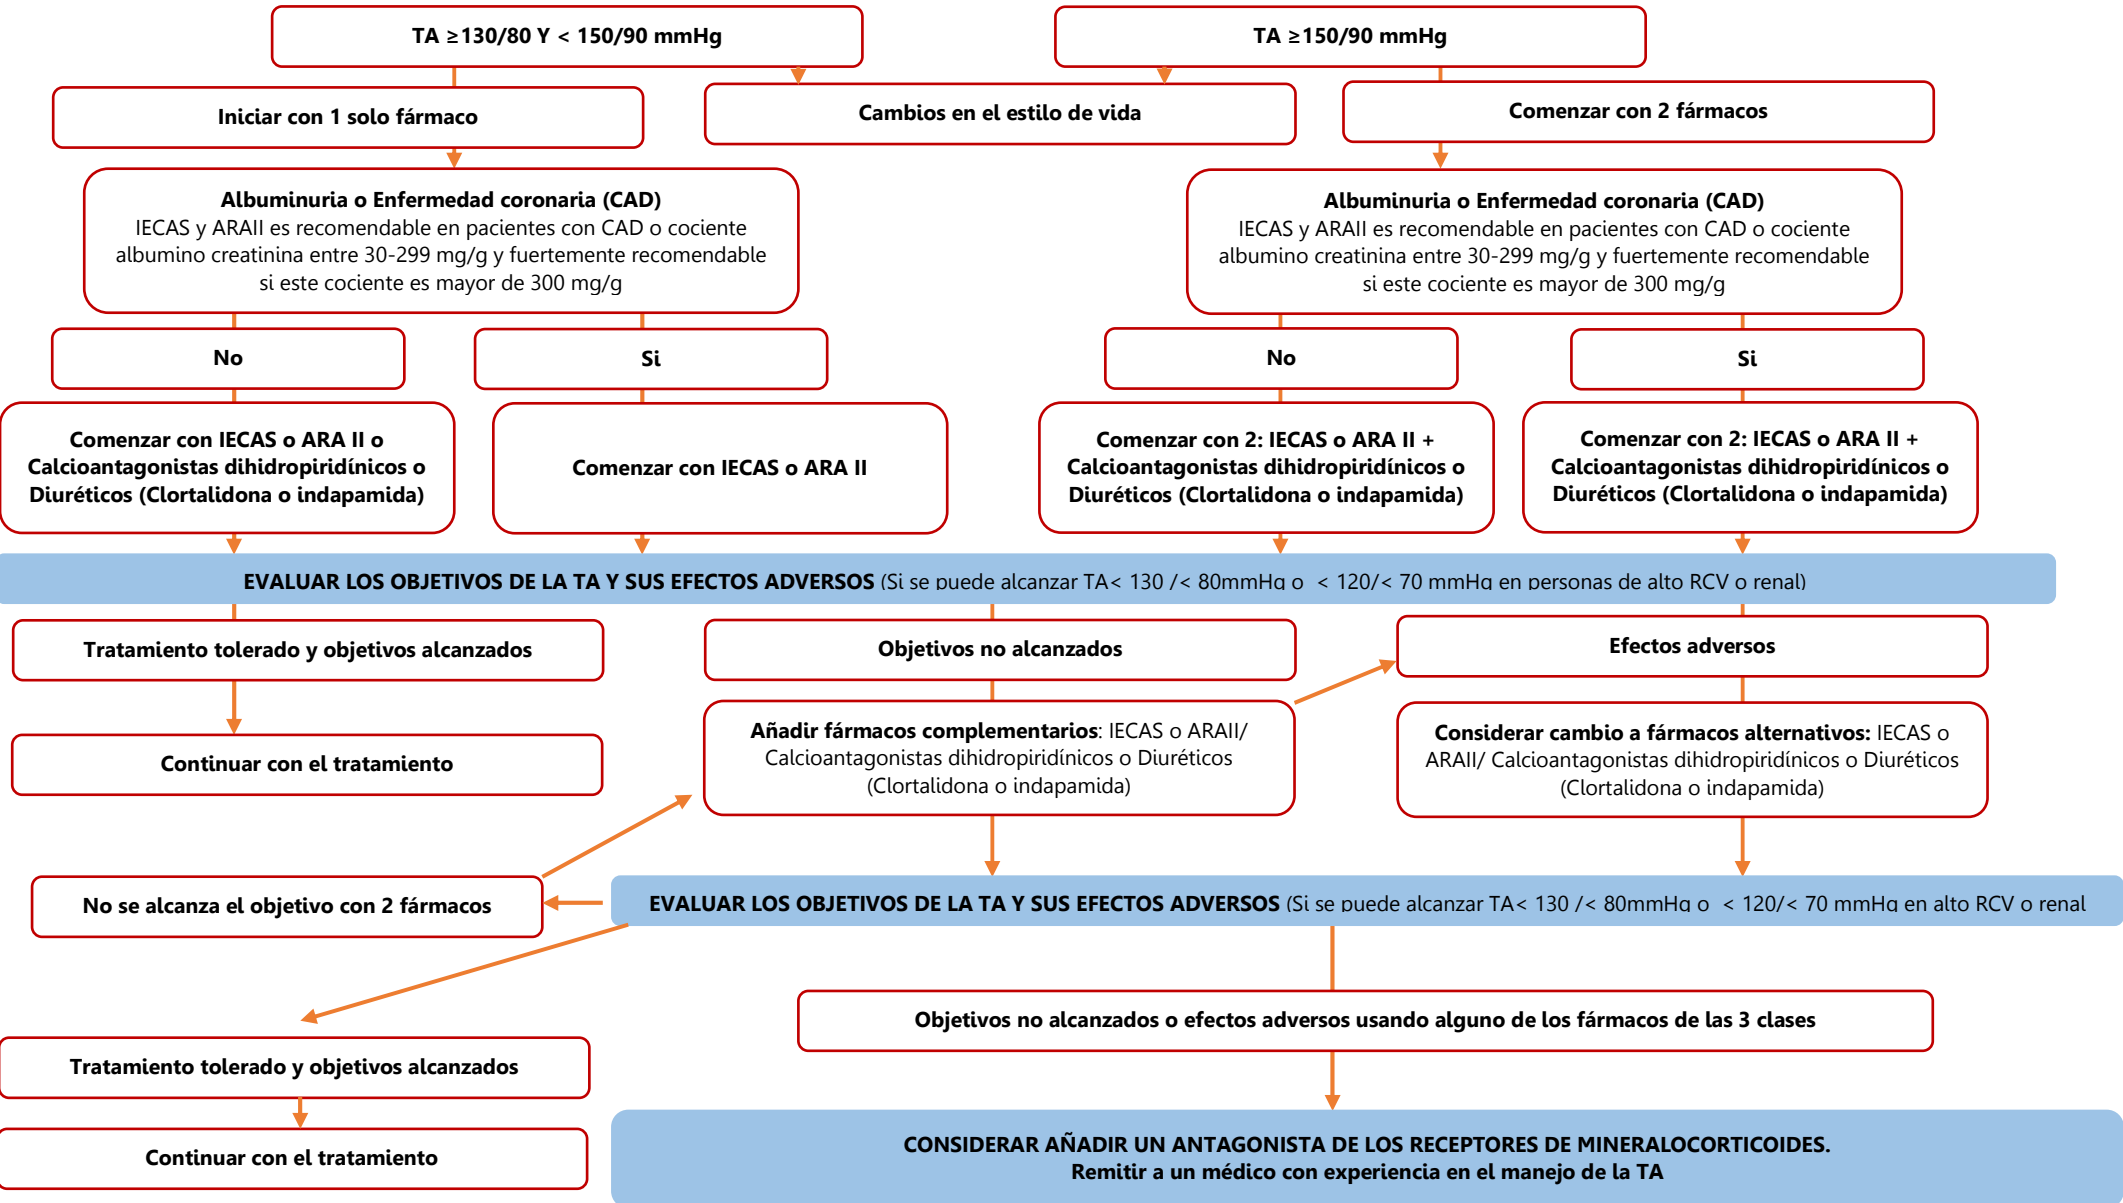 TA ≥130/80 Y < 150/90 mmHg
TA ≥150/90 mmHg
Iniciar con 1 solo fármaco
Cambios en el estilo de vida
Comenzar con 2 fármacos
Albuminuria o Enfermedad coronaria (CAD)
IECAS y ARAII es recomendable en pacientes con CAD o cociente
albumino creatinina entre 30-299 mg/g y fuertemente recomendable
si este cociente es mayor de 300 mg/g
Albuminuria o Enfermedad coronaria (CAD)
IECAS y ARAII es recomendable en pacientes con CAD o cociente
albumino creatinina entre 30-299 mg/g y fuertemente recomendable
si este cociente es mayor de 300 mg/g
No
Si
No
Si
Comenzar con IECAS o ARA II o
Calcioantagonistas dihidropiridínicos o
Diuréticos (Clortalidona o indapamida)
Comenzar con IECAS o ARA II
Comenzar con 2: IECAS o ARA II +
Calcioantagonistas dihidropiridínicos o
Diuréticos (Clortalidona o indapamida)
Comenzar con 2: IECAS o ARA II +
Calcioantagonistas dihidropiridínicos o
Diuréticos (Clortalidona o indapamida)
EVALUAR LOS OBJETIVOS DE LA TA Y SUS EFECTOS ADVERSOS (Si se puede alcanzar TA< 130 /< 80mmHg o < 120/< 70 mmHg en personas de alto RCV o renal)
Tratamiento tolerado y objetivos alcanzados
Objetivos no alcanzados
Efectos adversos
Continuar con el tratamiento
Añadir fármacos complementarios: IECAS o ARAII/
Calcioantagonistas dihidropiridínicos o Diuréticos
(Clortalidona o indapamida)
Considerar cambio a fármacos alternativos: IECAS o
ARAII/ Calcioantagonistas dihidropiridínicos o Diuréticos
(Clortalidona o indapamida)
No se alcanza el objetivo con 2 fármacos
EVALUAR LOS OBJETIVOS DE LA TA Y SUS EFECTOS ADVERSOS (Si se puede alcanzar TA< 130 /< 80mmHg o < 120/< 70 mmHg en alto RCV o renal
Objetivos no alcanzados o efectos adversos usando alguno de los fármacos de las 3 clases
Tratamiento tolerado y objetivos alcanzados
Continuar con el tratamiento
CONSIDERAR AÑADIR UN ANTAGONISTA DE LOS RECEPTORES DE MINERALOCORTICOIDES.
Remitir a un médico con experiencia en el manejo de la TA